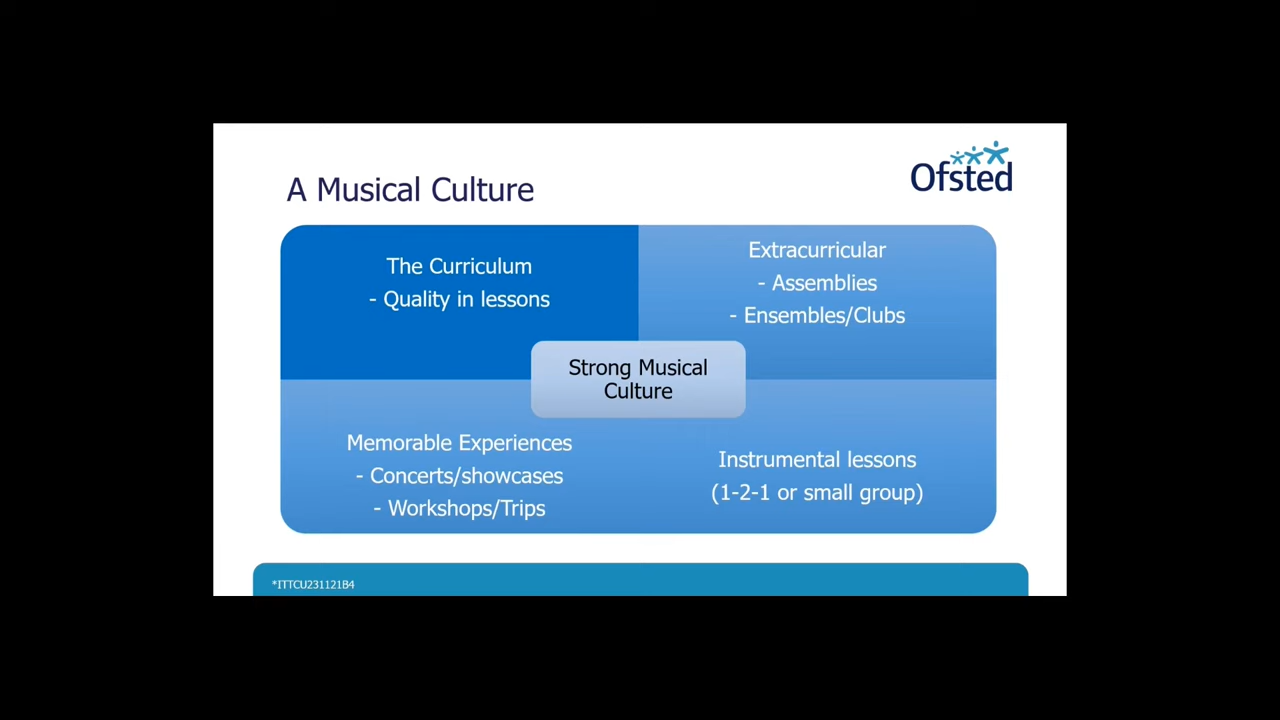 Ofsted
A Musical Culture
The Curriculum
- Quality in lessons
Extracurricular
- Assemblies
- Ensembles/Clubs
Strong Musical
Culture
Memorable Experiences
- Concerts/showcases
- Workshops/Trips
Instrumental lessons
(1-2-1 or small group)
*ITTCU231121B4